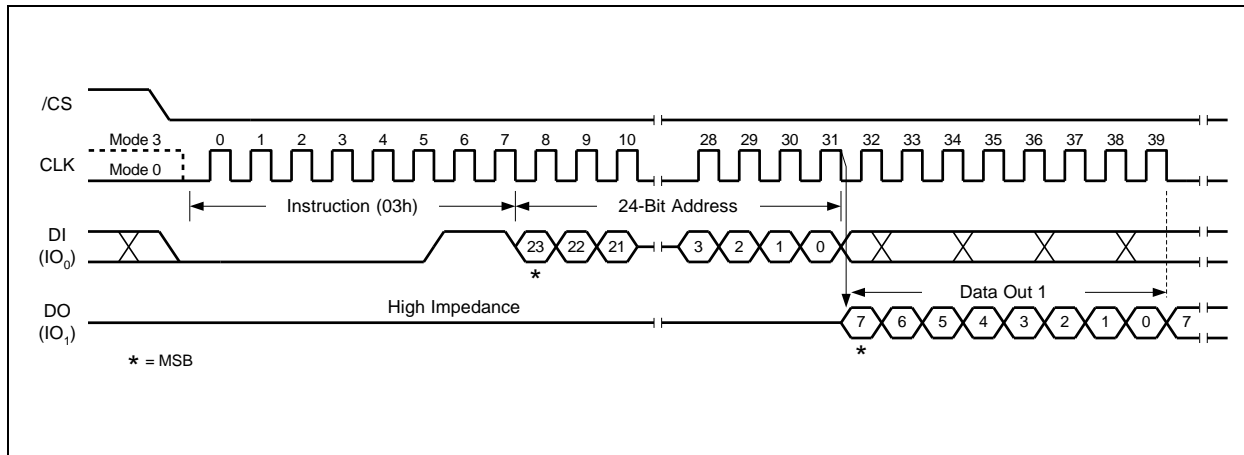 /CS
Mode 3
0 1 2 3 4 5 6 7 8 9 10 28 29 30 31 32 33 34 35 36 37 38 39
CLK
Mode 0
Instruction (03h)
24-Bit Address
DI
(IO0)
23 22 21 3 2 1 0
*
Data Out 1
High Impedance
DO
(IO1)
7 6 5 4 3 2 1 0 7
*
* = MSB